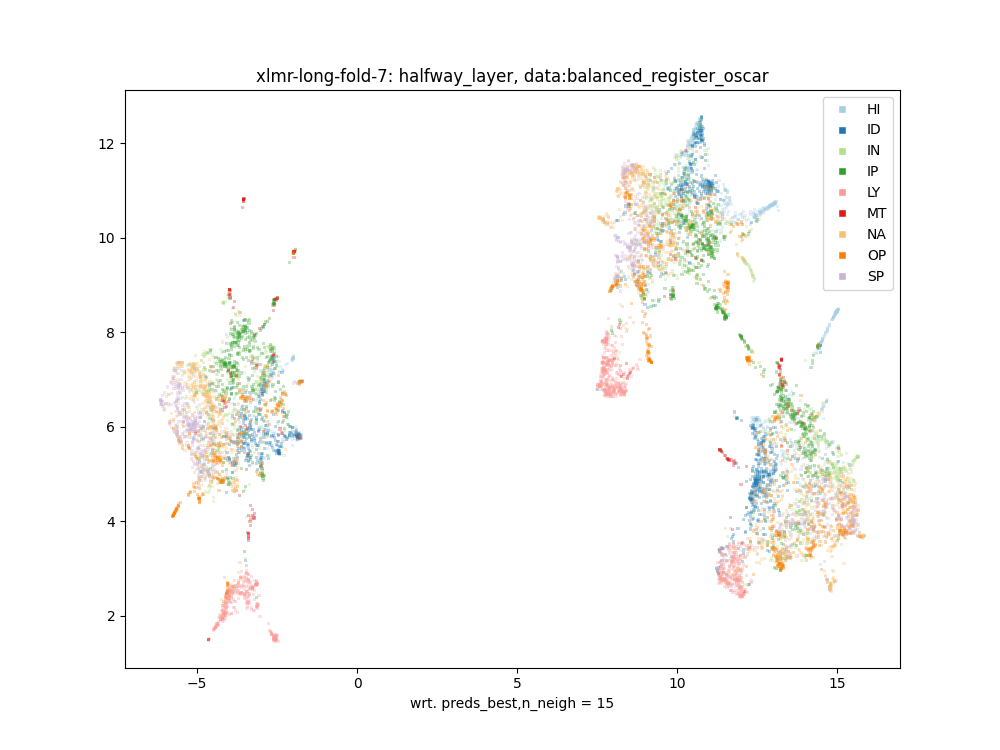 xlmr-long-fold-7: halfway_layer, data:balanced_register_oscar
HI
ID
IN
IP
LY
MT
NA
OP
SP
12
10
8
6
4
2
−5
0
5
10
15
wrt. preds_best,n_neigh = 15